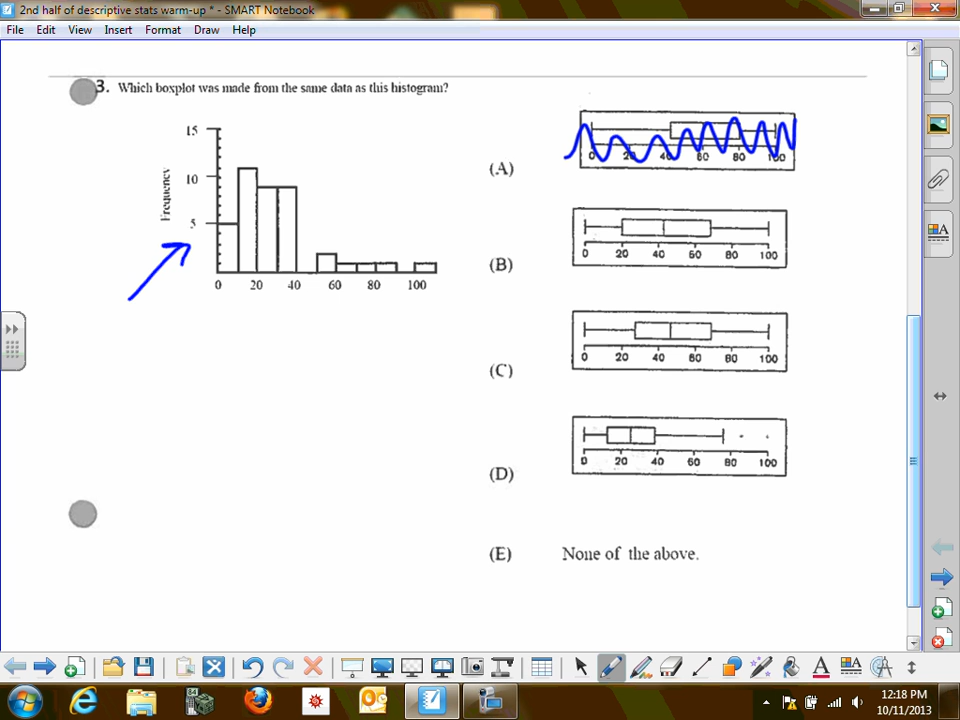 2nd half of descriptive stats warm-up * - SMART Notebook
File Edit View Insert Format Draw Help
3. Which boxplot was made from the same data as this histogram?
15
10
5
Frequency
0 20 40 60 80 100
(A)
0 20 40 60 80 100
(B)
0 20 40 60 80 100
(C)
0 20 40 60 80 100
(D)
0 20 40 60 80 100
(E) None of the above.
12:18 PM
10/11/2013